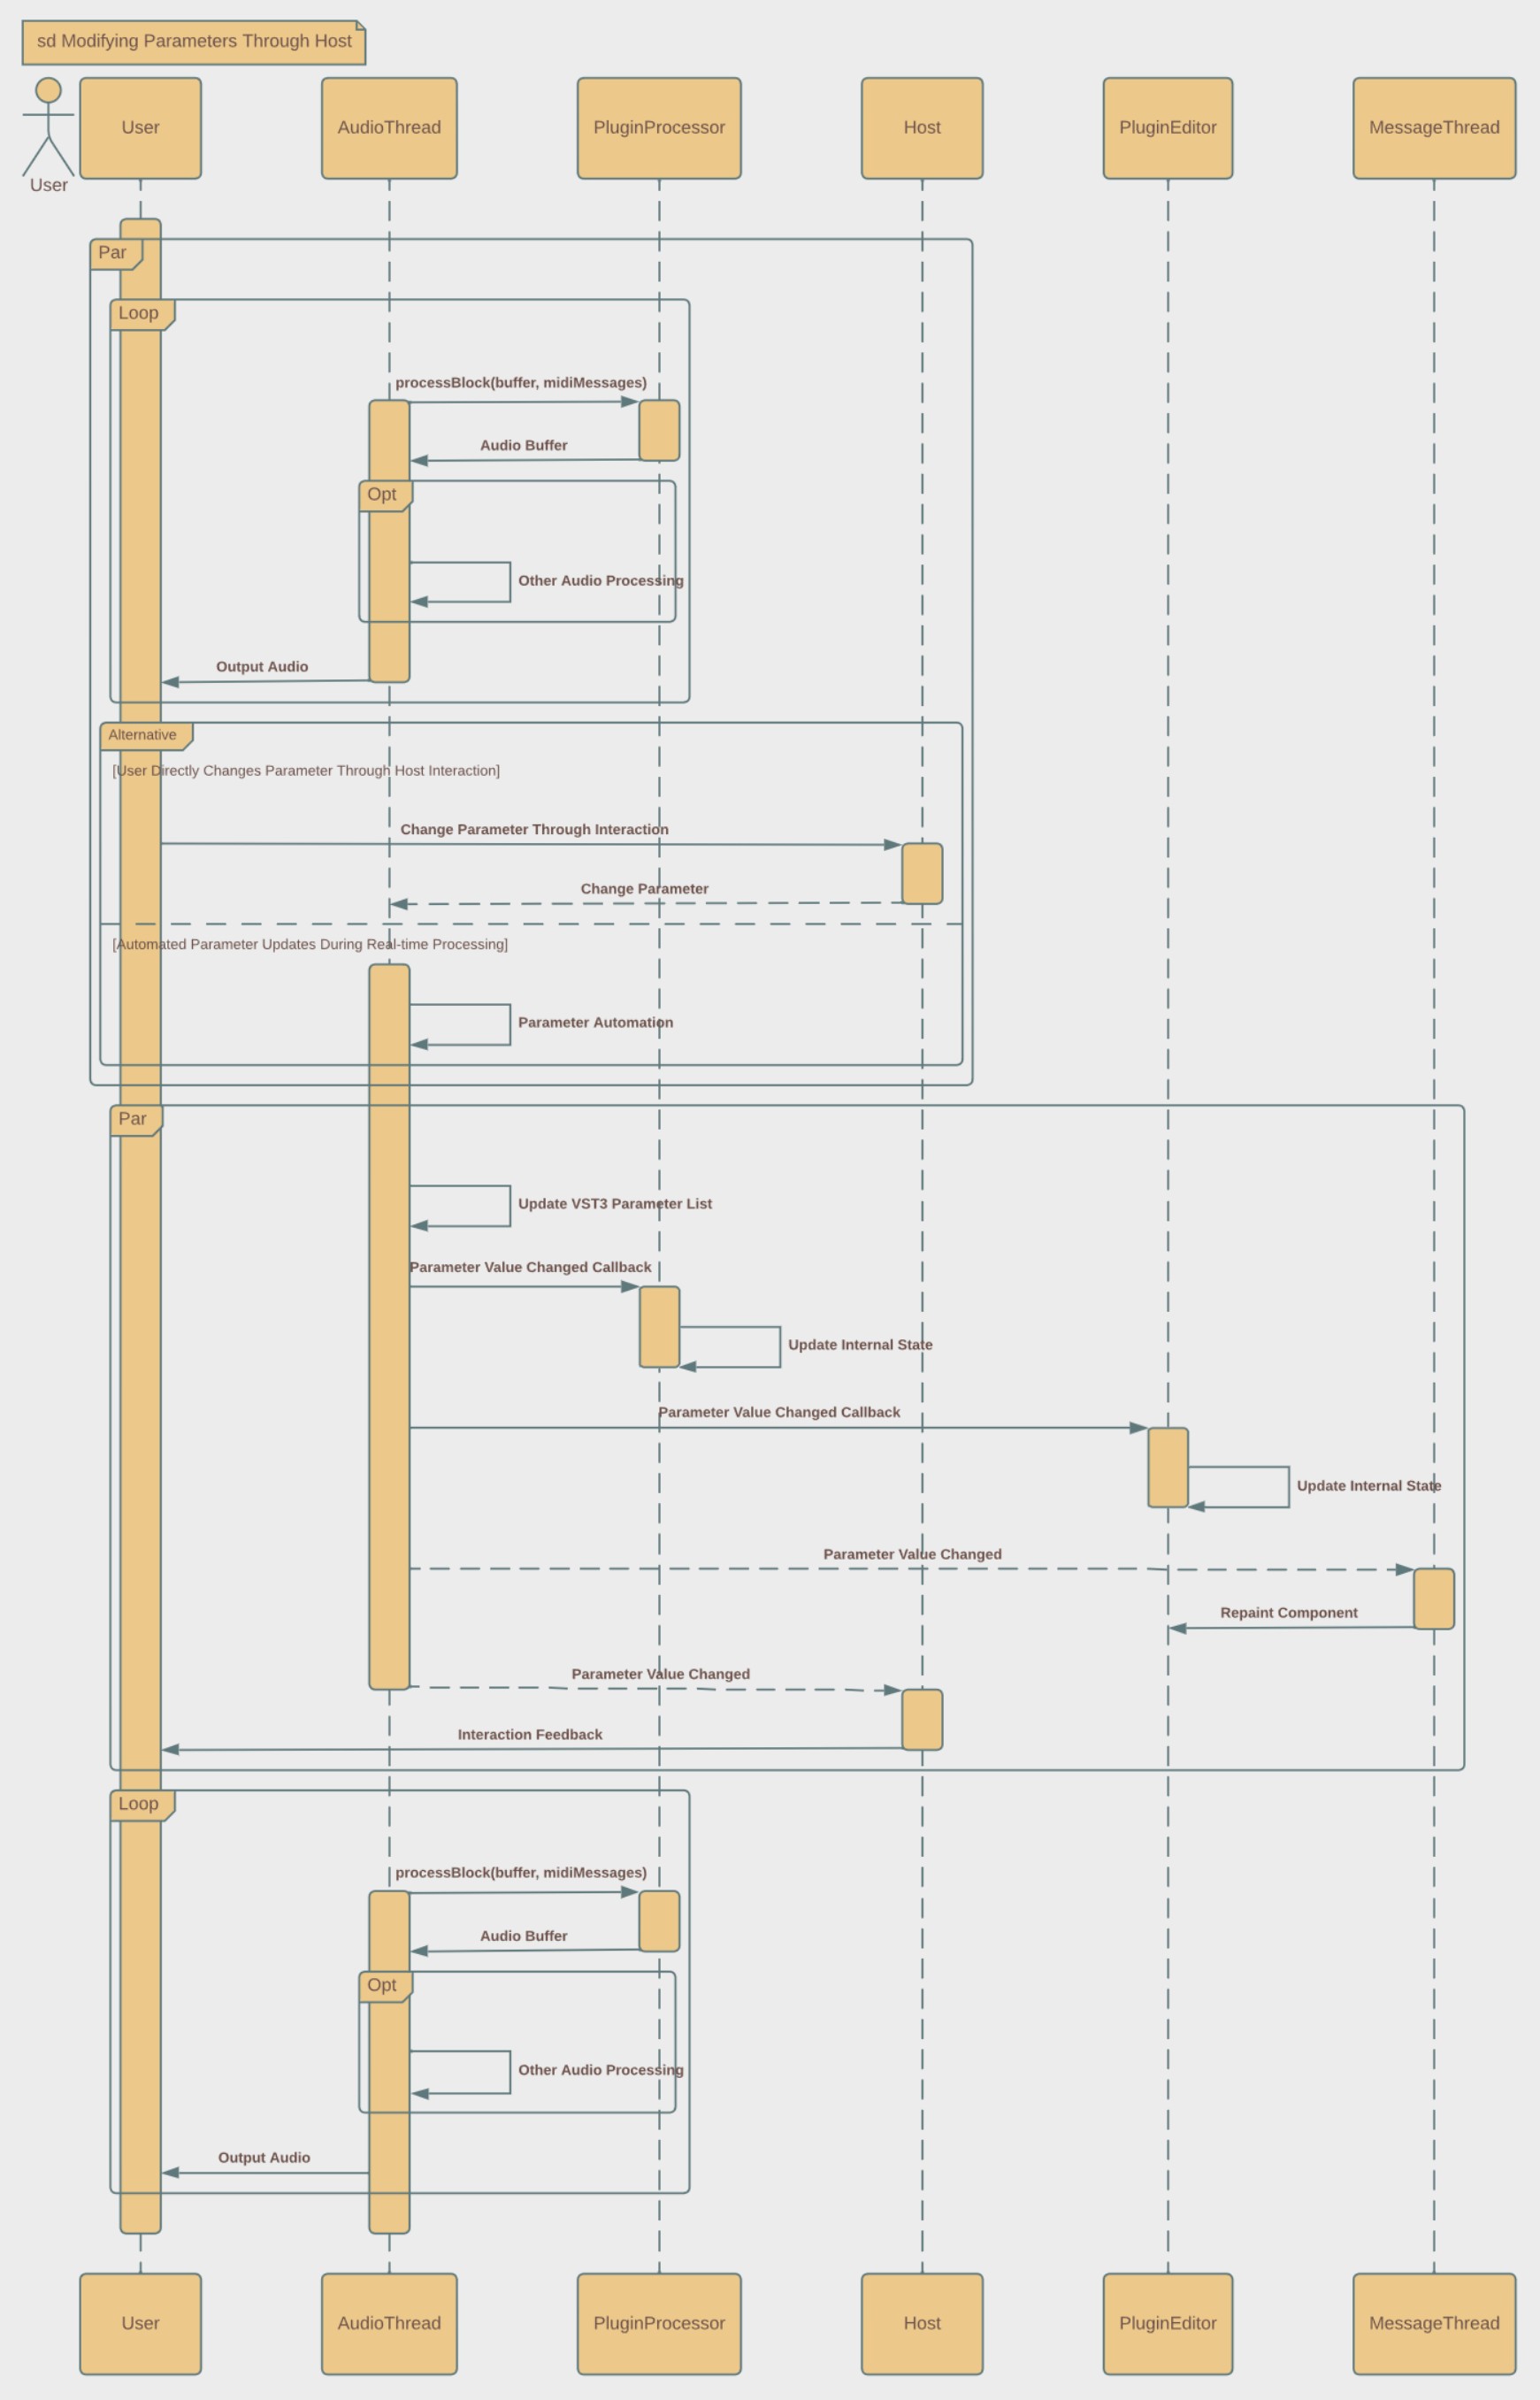 sd Modifying Parameters Through Host
User
User
AudioThread
PluginProcessor
Host
PluginEditor
MessageThread
Par
Loop
processBlock(buffer, midiMessages)
Audio Buffer
Opt
Other Audio Processing
Output Audio
Alternative
[User Directly Changes Parameter Through Host Interaction]
Change Parameter Through Interaction
Change Parameter
[Automated Parameter Updates During Real-time Processing]
Parameter Automation
Par
Update VST3 Parameter List
Parameter Value Changed Callback
Update Internal State
Parameter Value Changed Callback
Update Internal State
Parameter Value Changed
Repaint Component
Parameter Value Changed
Interaction Feedback
Loop
processBlock(buffer, midiMessages)
Audio Buffer
Opt
Other Audio Processing
Output Audio
User
AudioThread
PluginProcessor
Host
PluginEditor
MessageThread